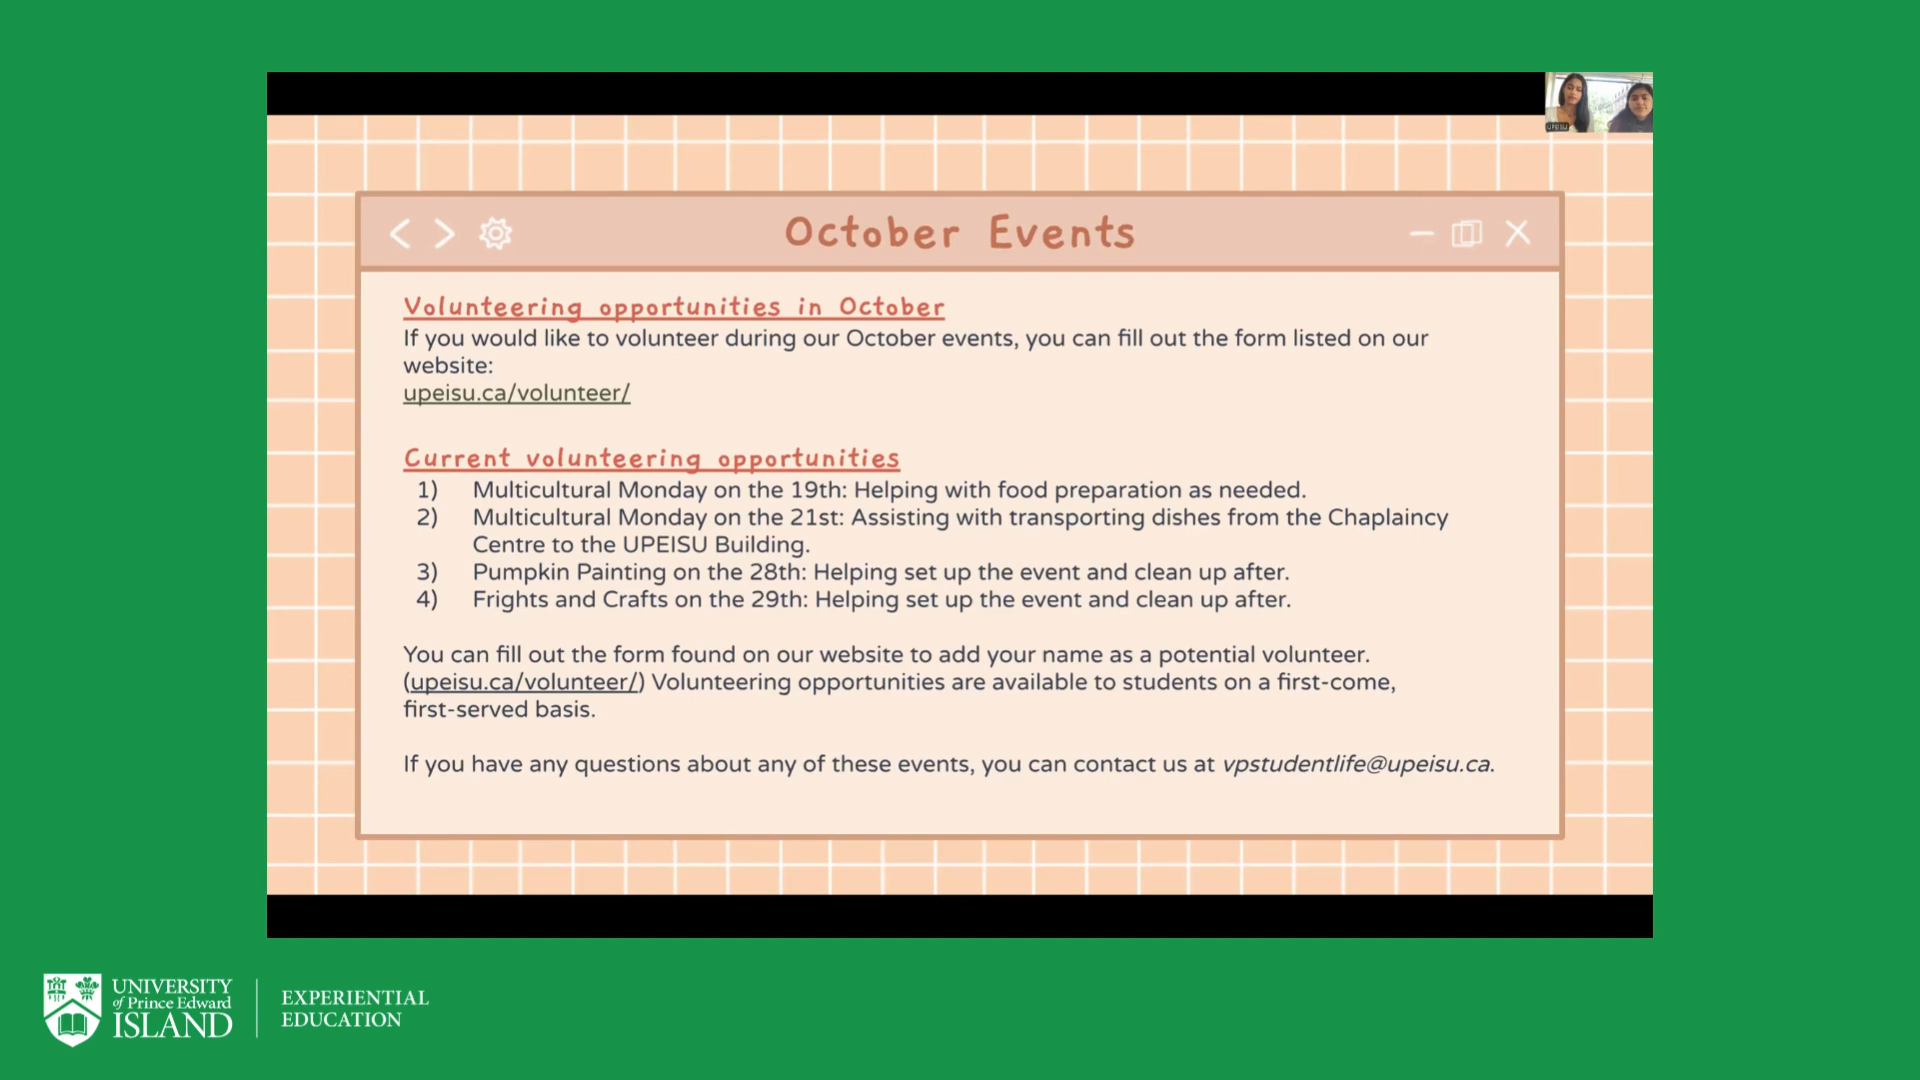 UPEISU
October Events
Volunteering opportunities in October
If you would like to volunteer during our October events, you can fill out the form listed on our
website:
upeisu.ca/volunteer/
Current volunteering opportunities
1) Multicultural Monday on the 19th: Helping with food preparation as needed.
2) Multicultural Monday on the 21st: Assisting with transporting dishes from the Chaplaincy
Centre to the UPEISU Building.
3) Pumpkin Painting on the 28th: Helping set up the event and clean up after.
4) Frights and Crafts on the 29th: Helping set up the event and clean up after.
You can fill out the form found on our website to add your name as a potential volunteer.
(upeisu.ca/volunteer/) Volunteering opportunities are available to students on a first-come,
first-served basis.
If you have any questions about any of these events, you can contact us at vpstudentlife@upeisu.ca.
UNIVERSITY
of Prince Edward
ISLAND
EXPERIENTIAL
EDUCATION